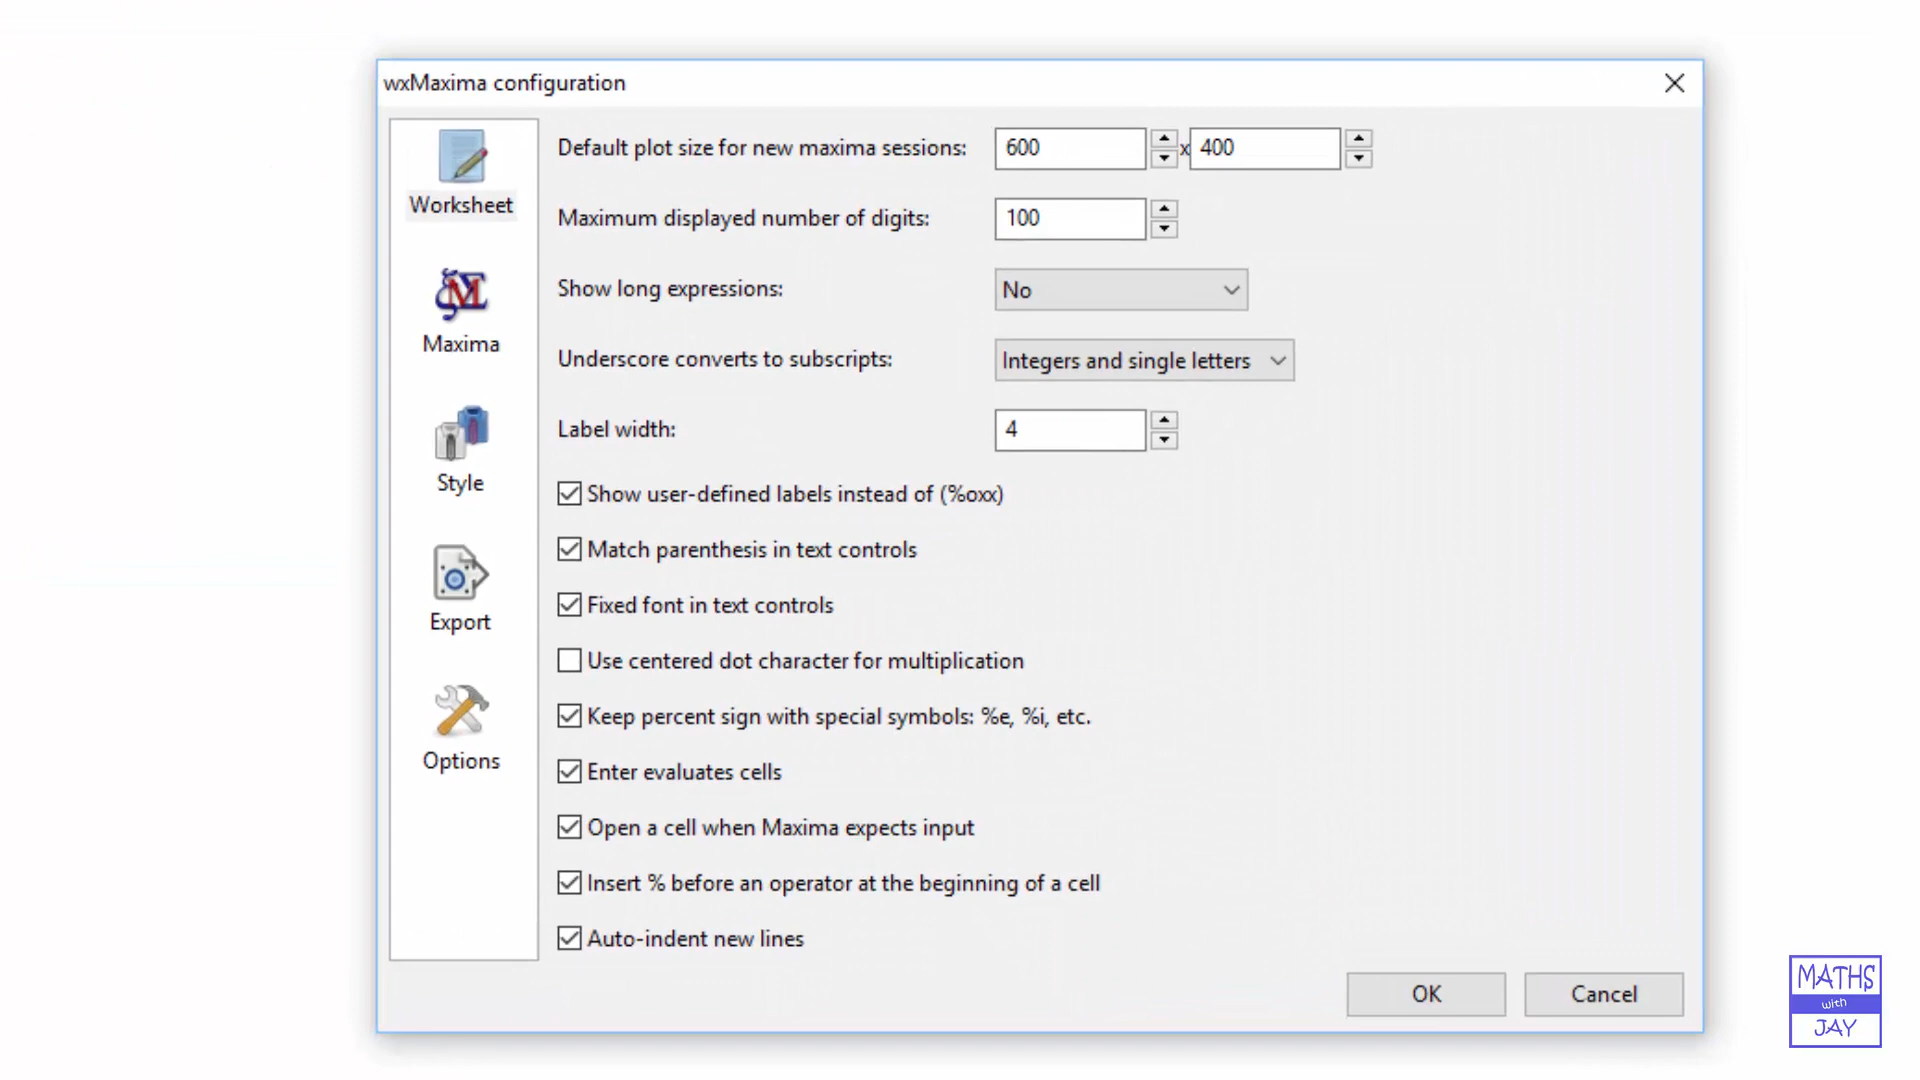 wxMaxima configuration
Worksheet
Maxima
Style
Export
Options
Default plot size for new maxima sessions: 600 x 400
Maximum displayed number of digits: 100
Show long expressions: No
Underscore converts to subscripts: Integers and single letters
Label width: 4
Show user-defined labels instead of (%oxx)
Match parenthesis in text controls
Fixed font in text controls
Use centered dot character for multiplication
Keep percent sign with special symbols: %e, %i, etc.
Enter evaluates cells
Open a cell when Maxima expects input
Insert % before an operator at the beginning of a cell
Auto-indent new lines
OK Cancel
MATHS
with
JAY